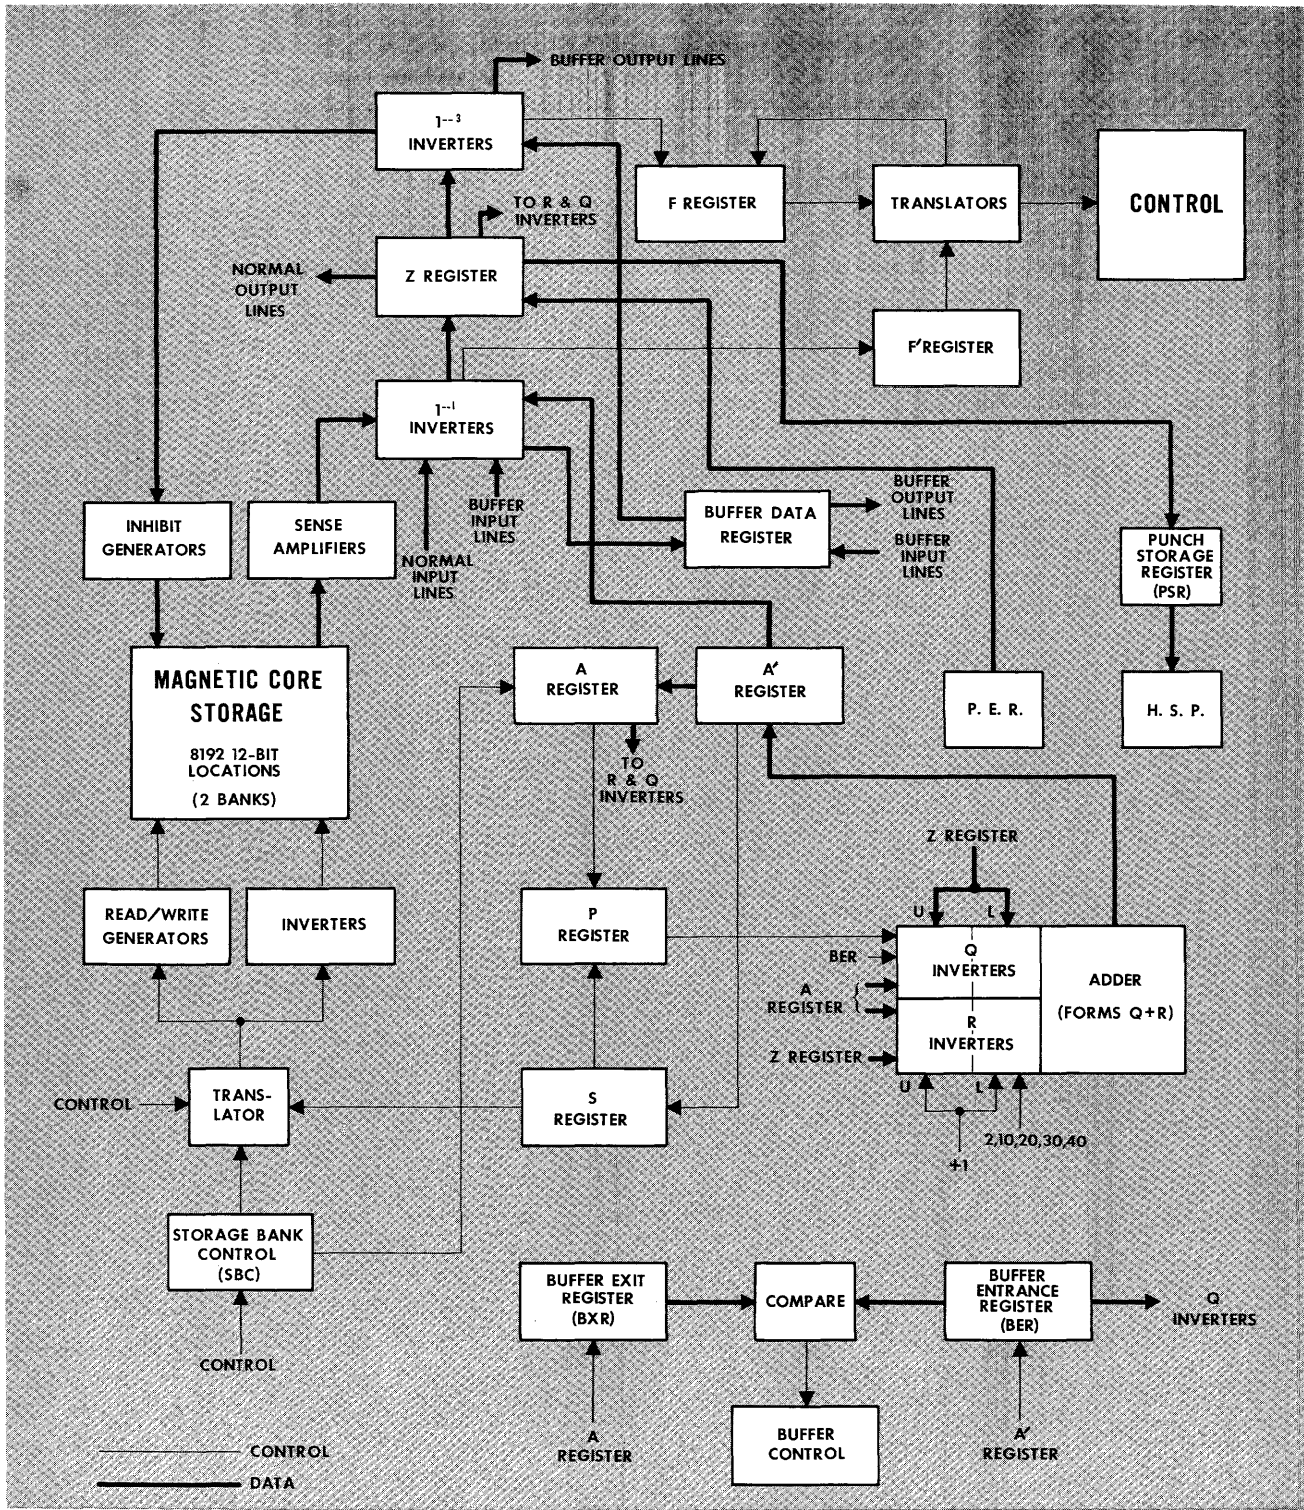 BUFFER OUTPUT LINES
1--3
INVERTERS
F REGISTER
TRANSLATORS
CONTROL
TO R & Q
INVERTERS
NORMAL
OUTPUT
LINES
Z REGISTER
F′ REGISTER
1--1
INVERTERS
BUFFER
INPUT
LINES
NORMAL
INPUT
LINES
INHIBIT
GENERATORS
SENSE
AMPLIFIERS
BUFFER DATA
REGISTER
BUFFER
OUTPUT
LINES
BUFFER
INPUT
LINES
PUNCH
STORAGE
REGISTER
(PSR)
MAGNETIC CORE
STORAGE
8192 12-BIT
LOCATIONS
(2 BANKS)
A
REGISTER
A′
REGISTER
P. E. R.
H. S. P.
TO
R & Q
INVERTERS
Z REGISTER
U
L
READ/WRITE
GENERATORS
INVERTERS
P
REGISTER
BER
A
REGISTER
Z REGISTER
Q
INVERTERS
R
INVERTERS
ADDER
(FORMS Q+R)
U
L
2,10,20,30,40
+1
CONTROL
TRANS-
LATOR
S
REGISTER
STORAGE BANK
CONTROL
(SBC)
CONTROL
BUFFER EXIT
REGISTER
(BXR)
COMPARE
BUFFER
ENTRANCE
REGISTER
(BER)
Q
INVERTERS
A
REGISTER
BUFFER
CONTROL
A′
REGISTER
CONTROL
DATA